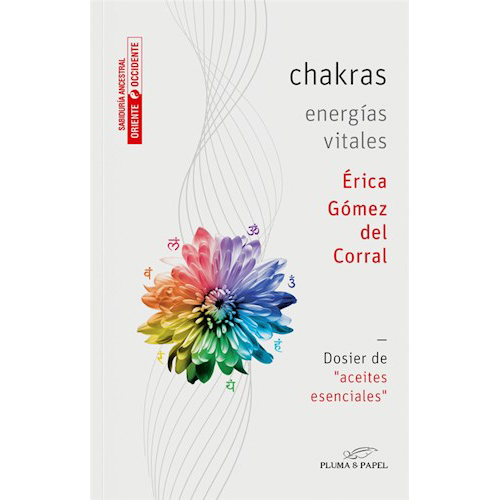 SABIDURÍA ANCESTRAL
ORIENTE OCCIDENTE
chakras
energías
vitales
Érica
Gómez
del
Corral
ॐ
लं
वं
ॐ
रं
हं
यं
—
Dosier de
"aceites
esenciales"
PLUMA & PAPEL